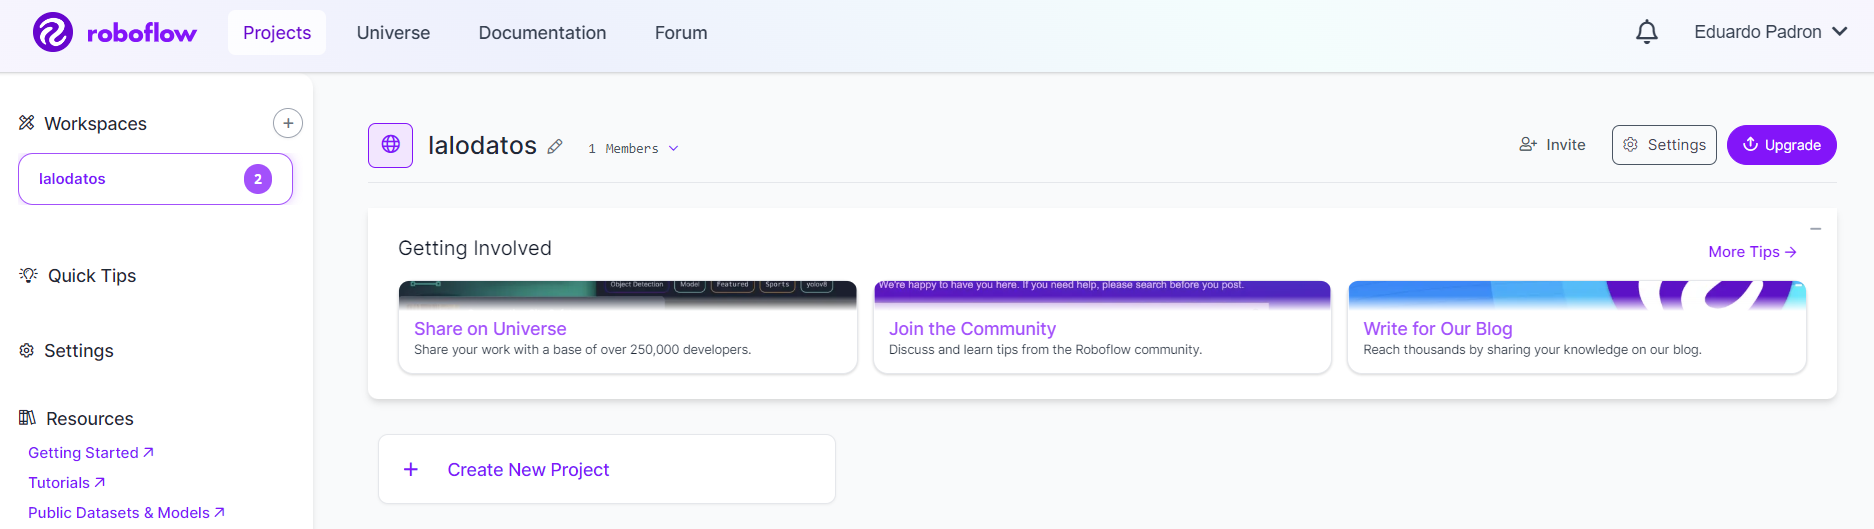 roboflow
Projects
Universe
Documentation
Forum
Eduardo Padron
Workspaces
lalodatos
2
Quick Tips
Settings
Resources
Getting Started
Tutorials
Public Datasets & Models
lalodatos
1 Members
Invite
Settings
Upgrade
Getting Involved
More Tips →
Object Detection Model Featured Sports yolov8
Share on Universe
Share your work with a base of over 250,000 developers.
We're happy to have you here. If you need help, please search before you post.
Join the Community
Discuss and learn tips from the Roboflow community.
Write for Our Blog
Reach thousands by sharing your knowledge on our blog.
+ Create New Project